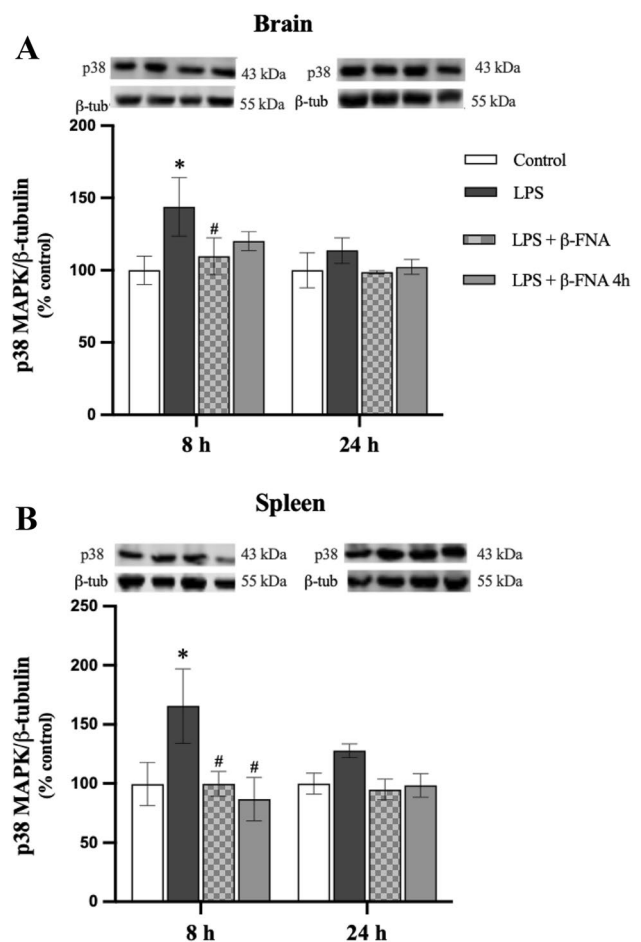 Brain
A
p38 43 kDa p38 43 kDa
β-tub 55 kDa β-tub 55 kDa
p38 MAPK/β-tubulin
(% control)
200
150
100
50
0
*
#
8 h 24 h
Control
LPS
LPS + β-FNA
LPS + β-FNA 4h
Spleen
B
p38 43 kDa p38 43 kDa
β-tub 55 kDa β-tub 55 kDa
p38 MAPK/β-tubulin
(% control)
250
200
150
100
50
0
*
# #
8 h 24 h